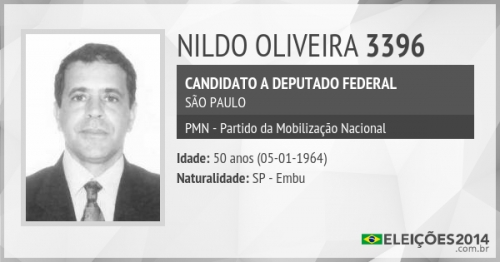 NILDO OLIVEIRA 3396
CANDIDATO A DEPUTADO FEDERAL
SÃO PAULO
PMN - Partido da Mobilização Nacional
Idade: 50 anos (05-01-1964)
Naturalidade: SP - Embu
ELEIÇÕES2014
.com.br